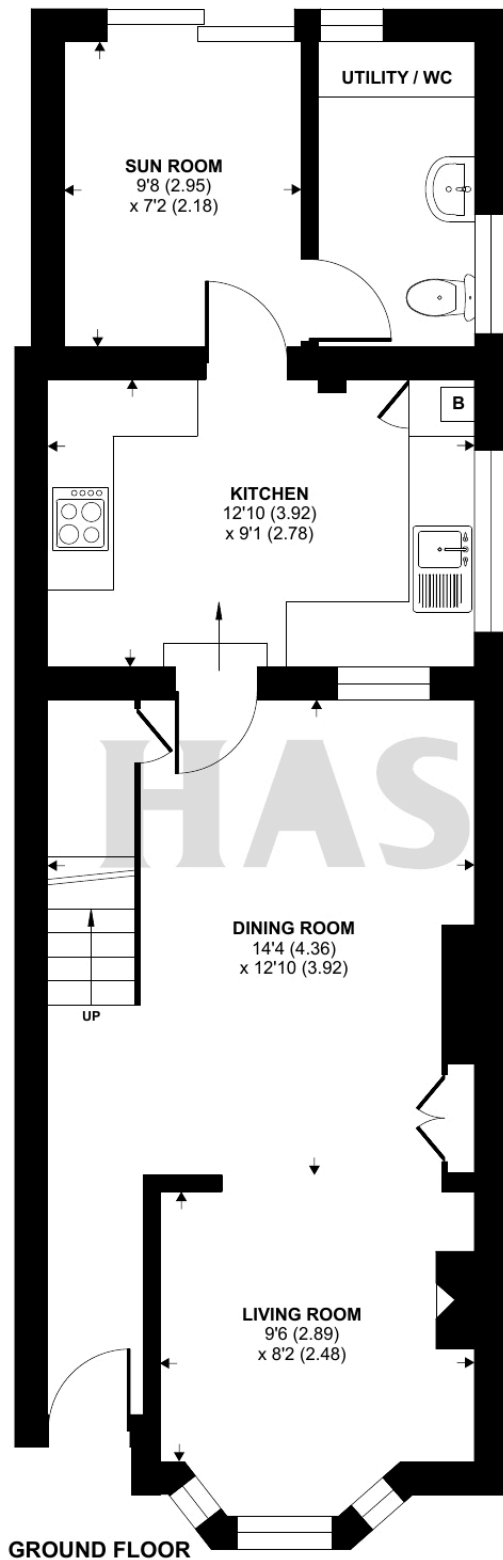 UTILITY / WC
SUN ROOM
9'8 (2.95)
x 7'2 (2.18)
B
KITCHEN
12'10 (3.92)
x 9'1 (2.78)
HAS
DINING ROOM
14'4 (4.36)
x 12'10 (3.92)
UP
LIVING ROOM
9'6 (2.89)
x 8'2 (2.48)
GROUND FLOOR